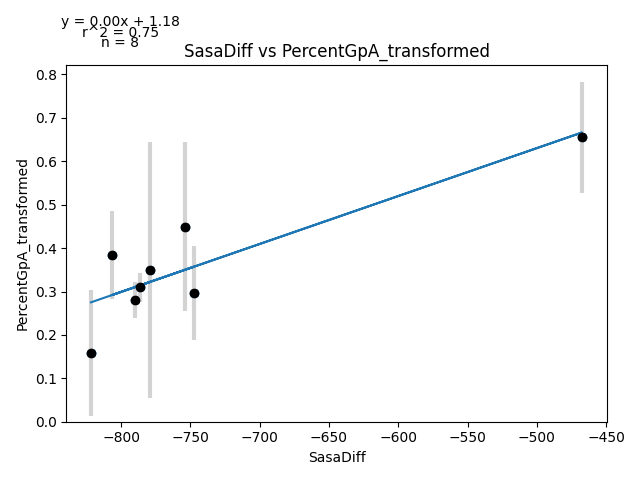 y = 0.00x + 1.18
r^2 = 0.75
n = 8
SasaDiff vs PercentGpA_transformed
0.8
0.7
0.6
0.5
0.4
0.3
0.2
0.1
0.0
PercentGpA_transformed
−800
−750
−700
−650
−600
−550
−500
−450
SasaDiff